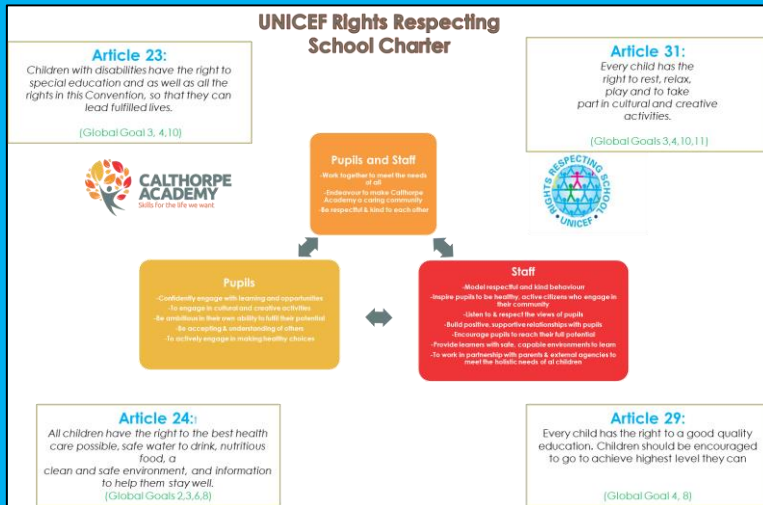 UNICEF Rights Respecting
School Charter
Article 23:
Children with disabilities have the right to
special education and as well as all the
rights in this Convention, so that they can
lead fulfilled lives.
(Global Goal 3, 4,10)
Article 31:
Every child has the
right to rest, relax,
play and to take
part in cultural and creative
activities.
(Global Goals 3,4,10,11)
CALTHORPE
ACADEMY
Skills for the life we want
RIGHTS RESPECTING SCHOOL
UNICEF
Pupils and Staff
-Work together to meet the needs
of all
-Endeavour to make Calthorpe
Academy a caring community
-Be respectful & kind to each other
Pupils
-Confidently engage with learning and opportunities
-To engage in cultural and creative activities
-Be ambitious in their own ability to fulfil their potential
-Be accepting & understanding of others
-To actively engage in making healthy choices
Staff
-Model respectful and kind behaviour
-Inspire pupils to be healthy, active citizens who engage in
their community
-Listen to & respect the views of pupils
-Build positive, supportive relationships with pupils
-Encourage pupils to reach their full potential
-Provide learners with safe, capable environments to learn
-To work in partnership with parents & external agencies to
meet the holistic needs of al children
Article 24:
All children have the right to the best health
care possible, safe water to drink, nutritious
food, a
clean and safe environment, and information
to help them stay well.
(Global Goals 2,3,6,8)
Article 29:
Every child has the right to a good quality
education. Children should be encouraged
to go to achieve highest level they can
(Global Goal 4, 8)